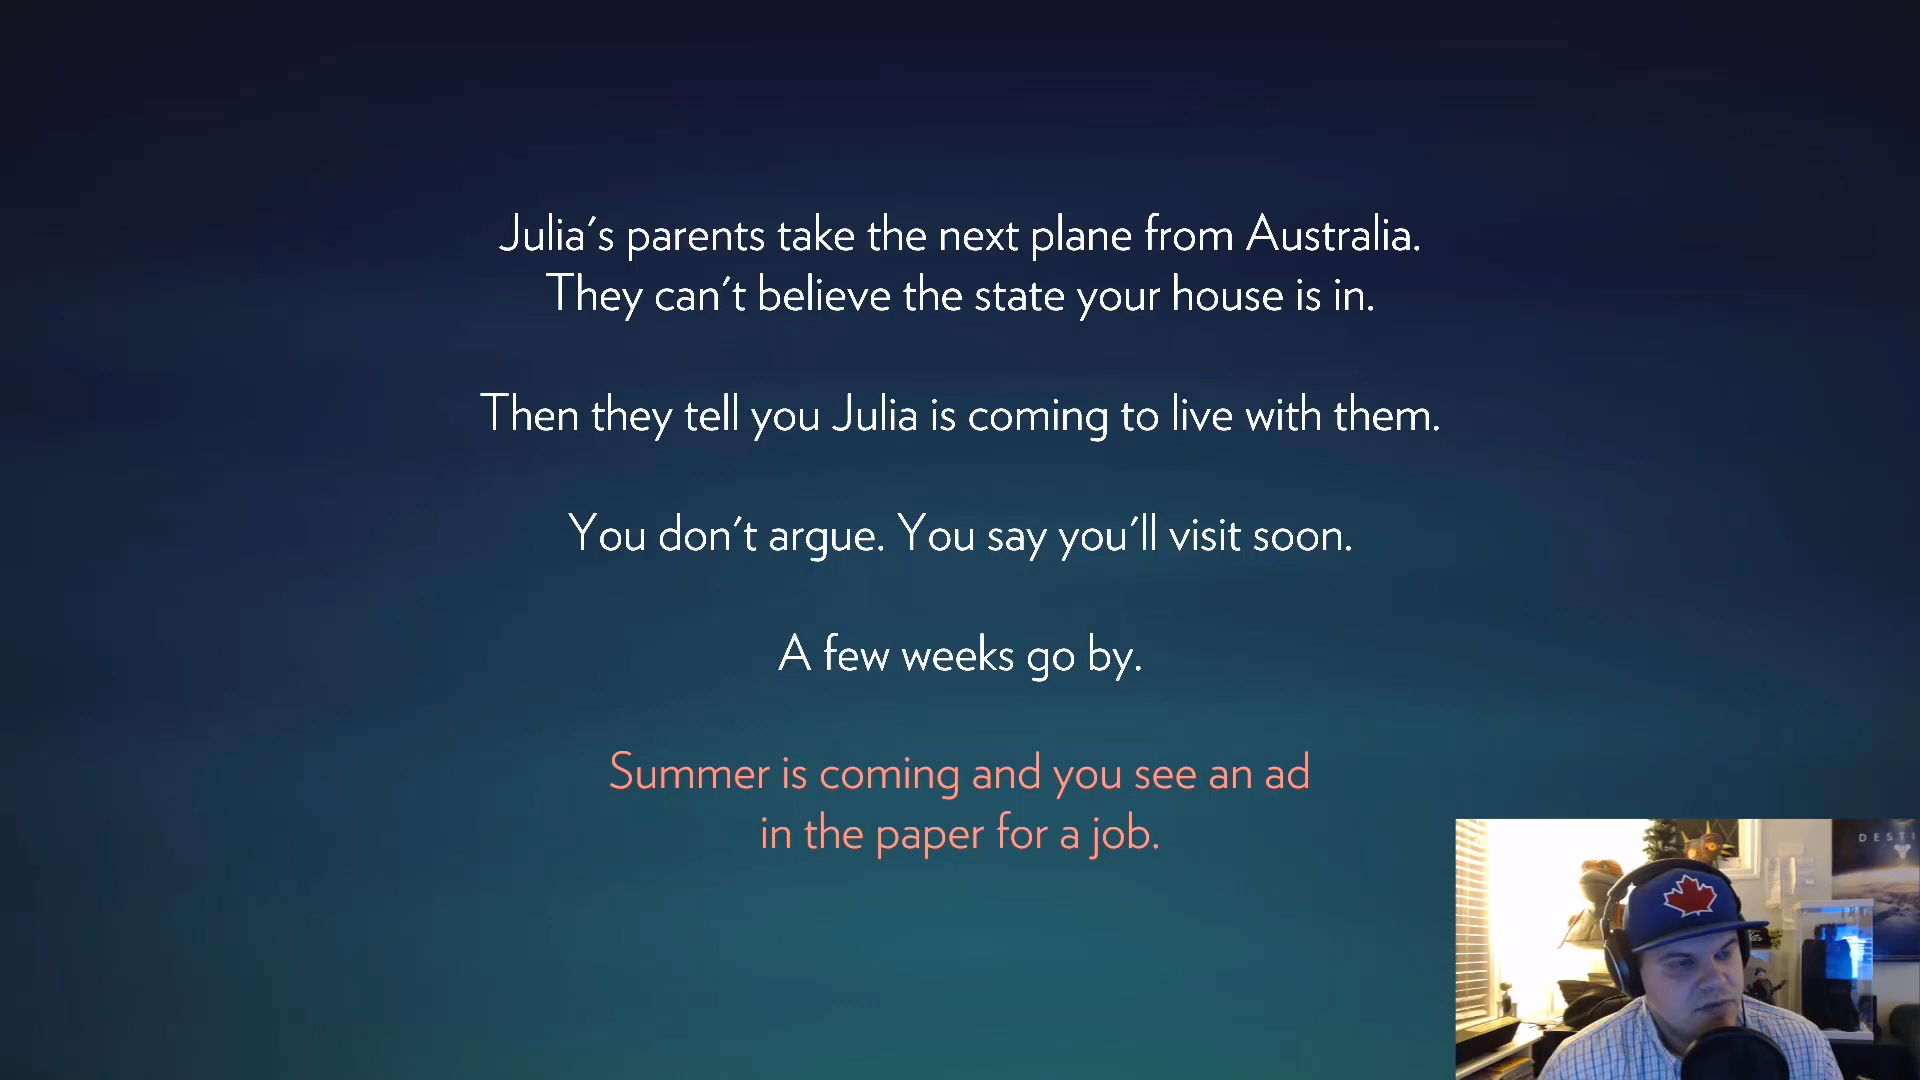 Julia's parents take the next plane from Australia.
They can't believe the state your house is in.
Then they tell you Julia is coming to live with them.
You don't argue. You say you'll visit soon.
A few weeks go by.
Summer is coming and you see an ad
in the paper for a job.
DESTI